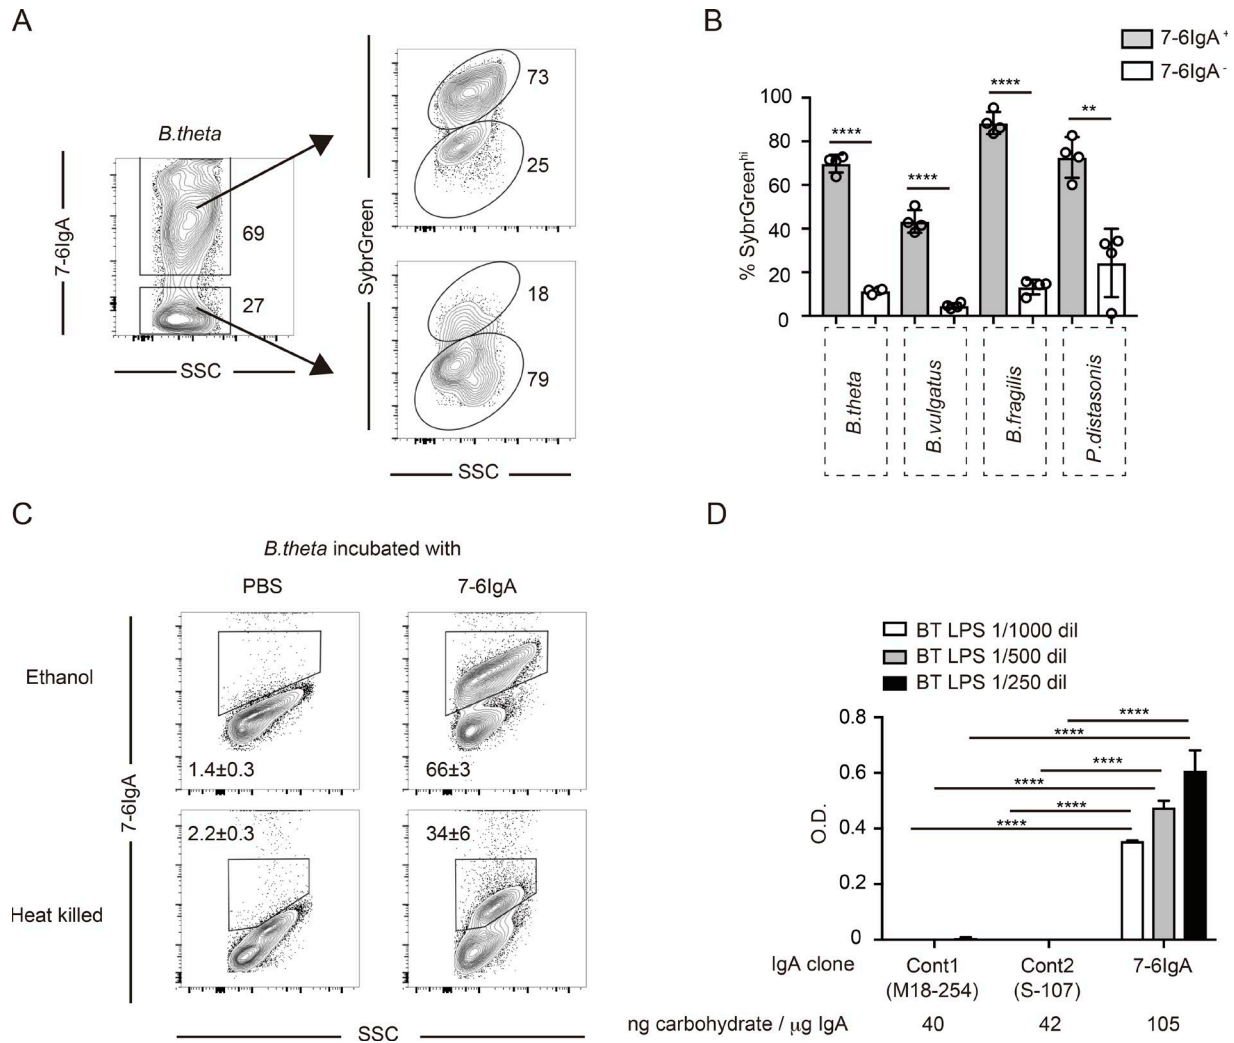 A
B.theta
7-6IgA
69
27
SSC
SybrGreen
73
25
18
79
SSC
B
7-6IgA+
7-6IgA-
% SybrGreenhi
100
80
60
40
20
0
****
****
****
**
B.theta
B.vulgatus
B.fragilis
P.distasonis
C
B.theta incubated with
PBS
7-6IgA
Ethanol
Heat killed
7-6IgA
1.4±0.3
66±3
2.2±0.3
34±6
SSC
D
BT LPS 1/1000 dil
BT LPS 1/500 dil
BT LPS 1/250 dil
O.D.
0.8
0.6
0.4
0.2
0
****
****
****
****
****
****
IgA clone
Cont1
(M18-254)
Cont2
(S-107)
7-6IgA
ng carbohydrate / μg IgA
40
42
105